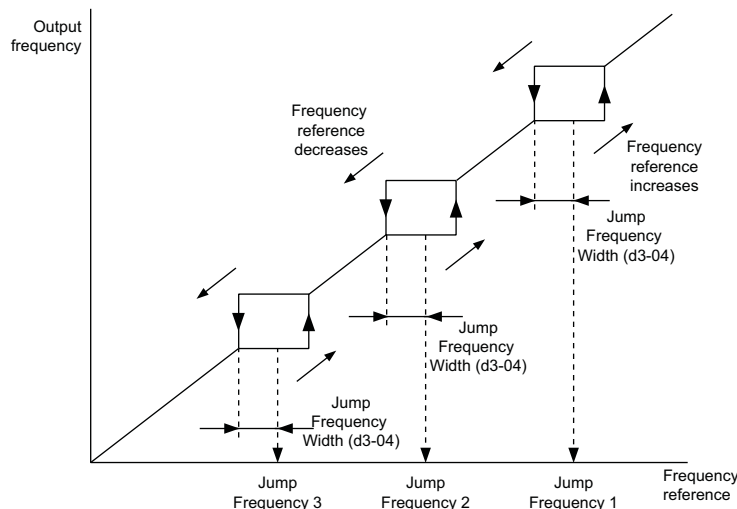 Output
frequency
Frequency
reference
decreases
Frequency
reference
increases
Jump
Frequency
Width (d3-04)
Jump
Frequency
Width (d3-04)
Jump
Frequency
Width (d3-04)
Jump
Frequency 3
Jump
Frequency 2
Jump
Frequency 1
Frequency
reference